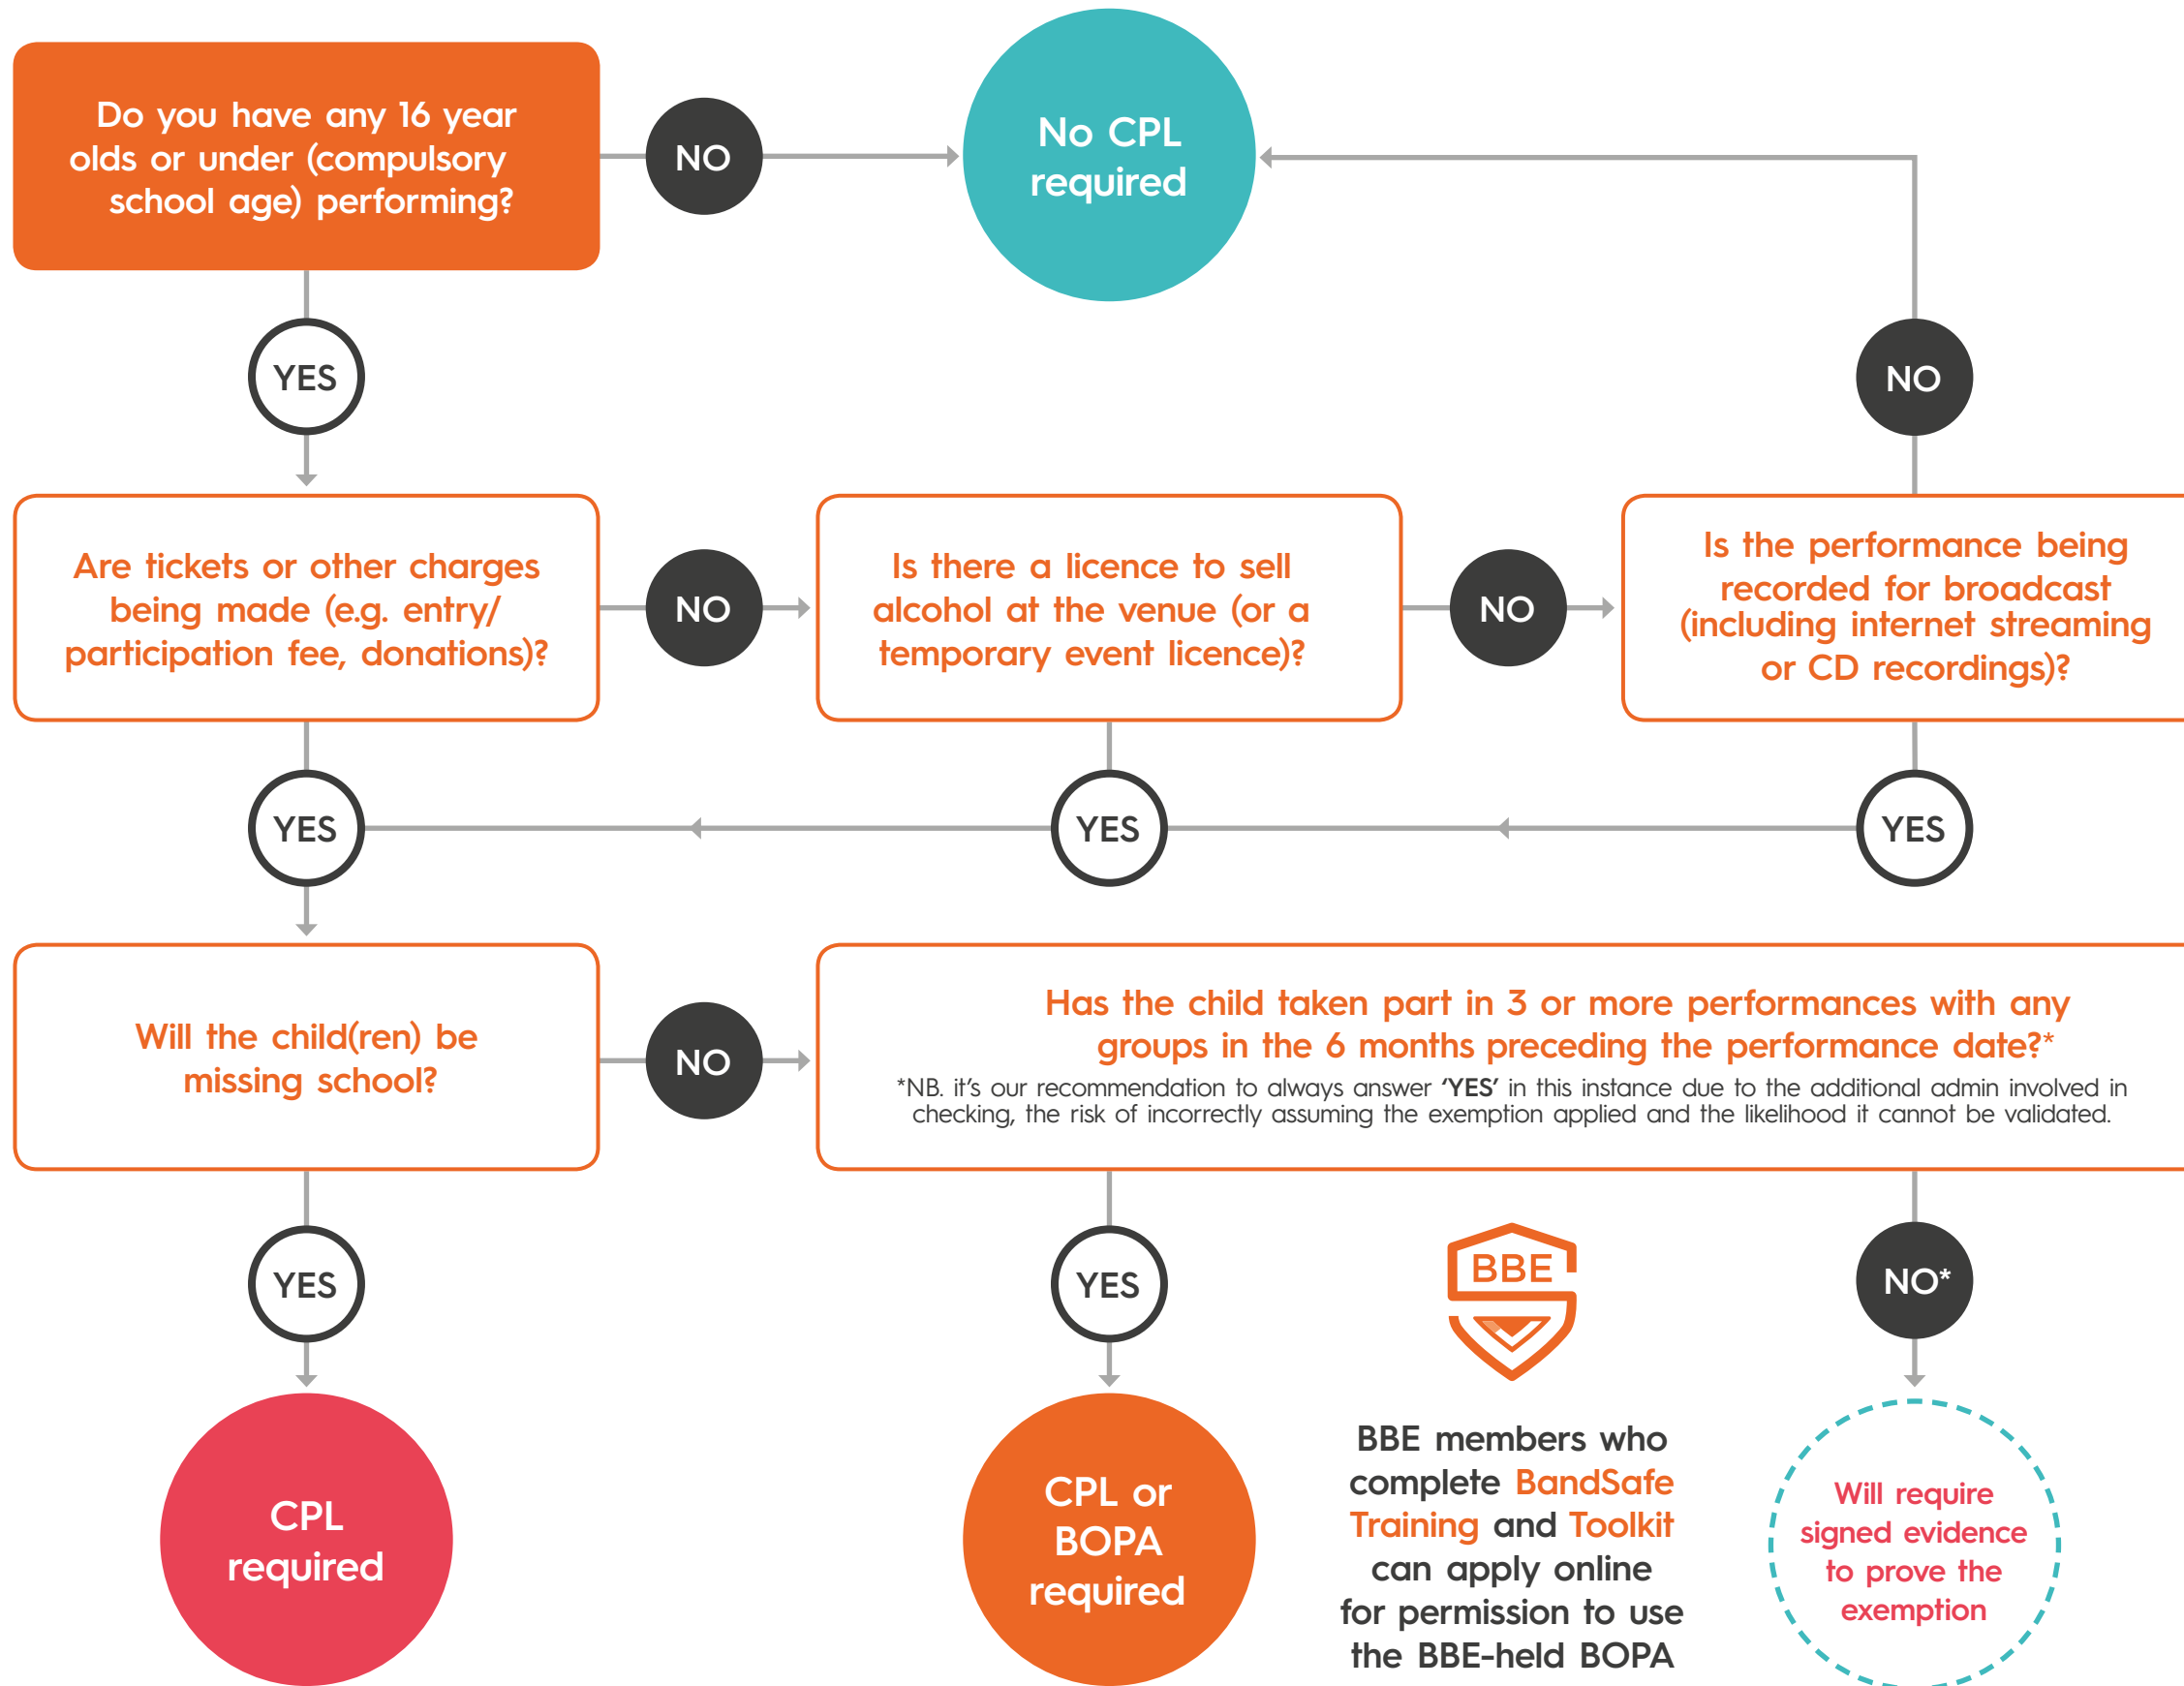 Do you have any 16 year
olds or under (compulsory
school age) performing?
NO
No CPL
required
YES
NO
Are tickets or other charges
being made (e.g. entry/
participation fee, donations)?
NO
Is there a licence to sell
alcohol at the venue (or a
temporary event licence)?
NO
Is the performance being
recorded for broadcast
(including internet streaming
or CD recordings)?
YES
YES
YES
Will the child(ren) be
missing school?
NO
Has the child taken part in 3 or more performances with any
groups in the 6 months preceding the performance date?*
*NB. it's our recommendation to always answer 'YES' in this instance due to the additional admin involved in
checking, the risk of incorrectly assuming the exemption applied and the likelihood it cannot be validated.
YES
YES
BBE
NO*
CPL
required
CPL or
BOPA
required
BBE members who
complete BandSafe
Training and Toolkit
can apply online
for permission to use
the BBE-held BOPA
Will require
signed evidence
to prove the
exemption